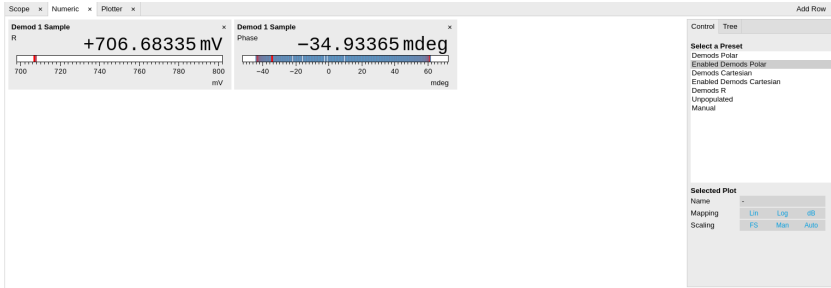 Scope × Numeric × Plotter × Add Row
Demod 1 Sample ×
R
+706.68335 mV
700 720 740 760 780 800
mV
Demod 1 Sample ×
Phase
−34.93365 mdeg
−40 −20 0 20 40 60
mdeg
Control Tree
Select a Preset
Demods Polar
Enabled Demods Polar
Demods Cartesian
Enabled Demods Cartesian
Demods R
Unpopulated
Manual
Selected Plot
Name -
Mapping Lin Log dB
Scaling FS Man Auto